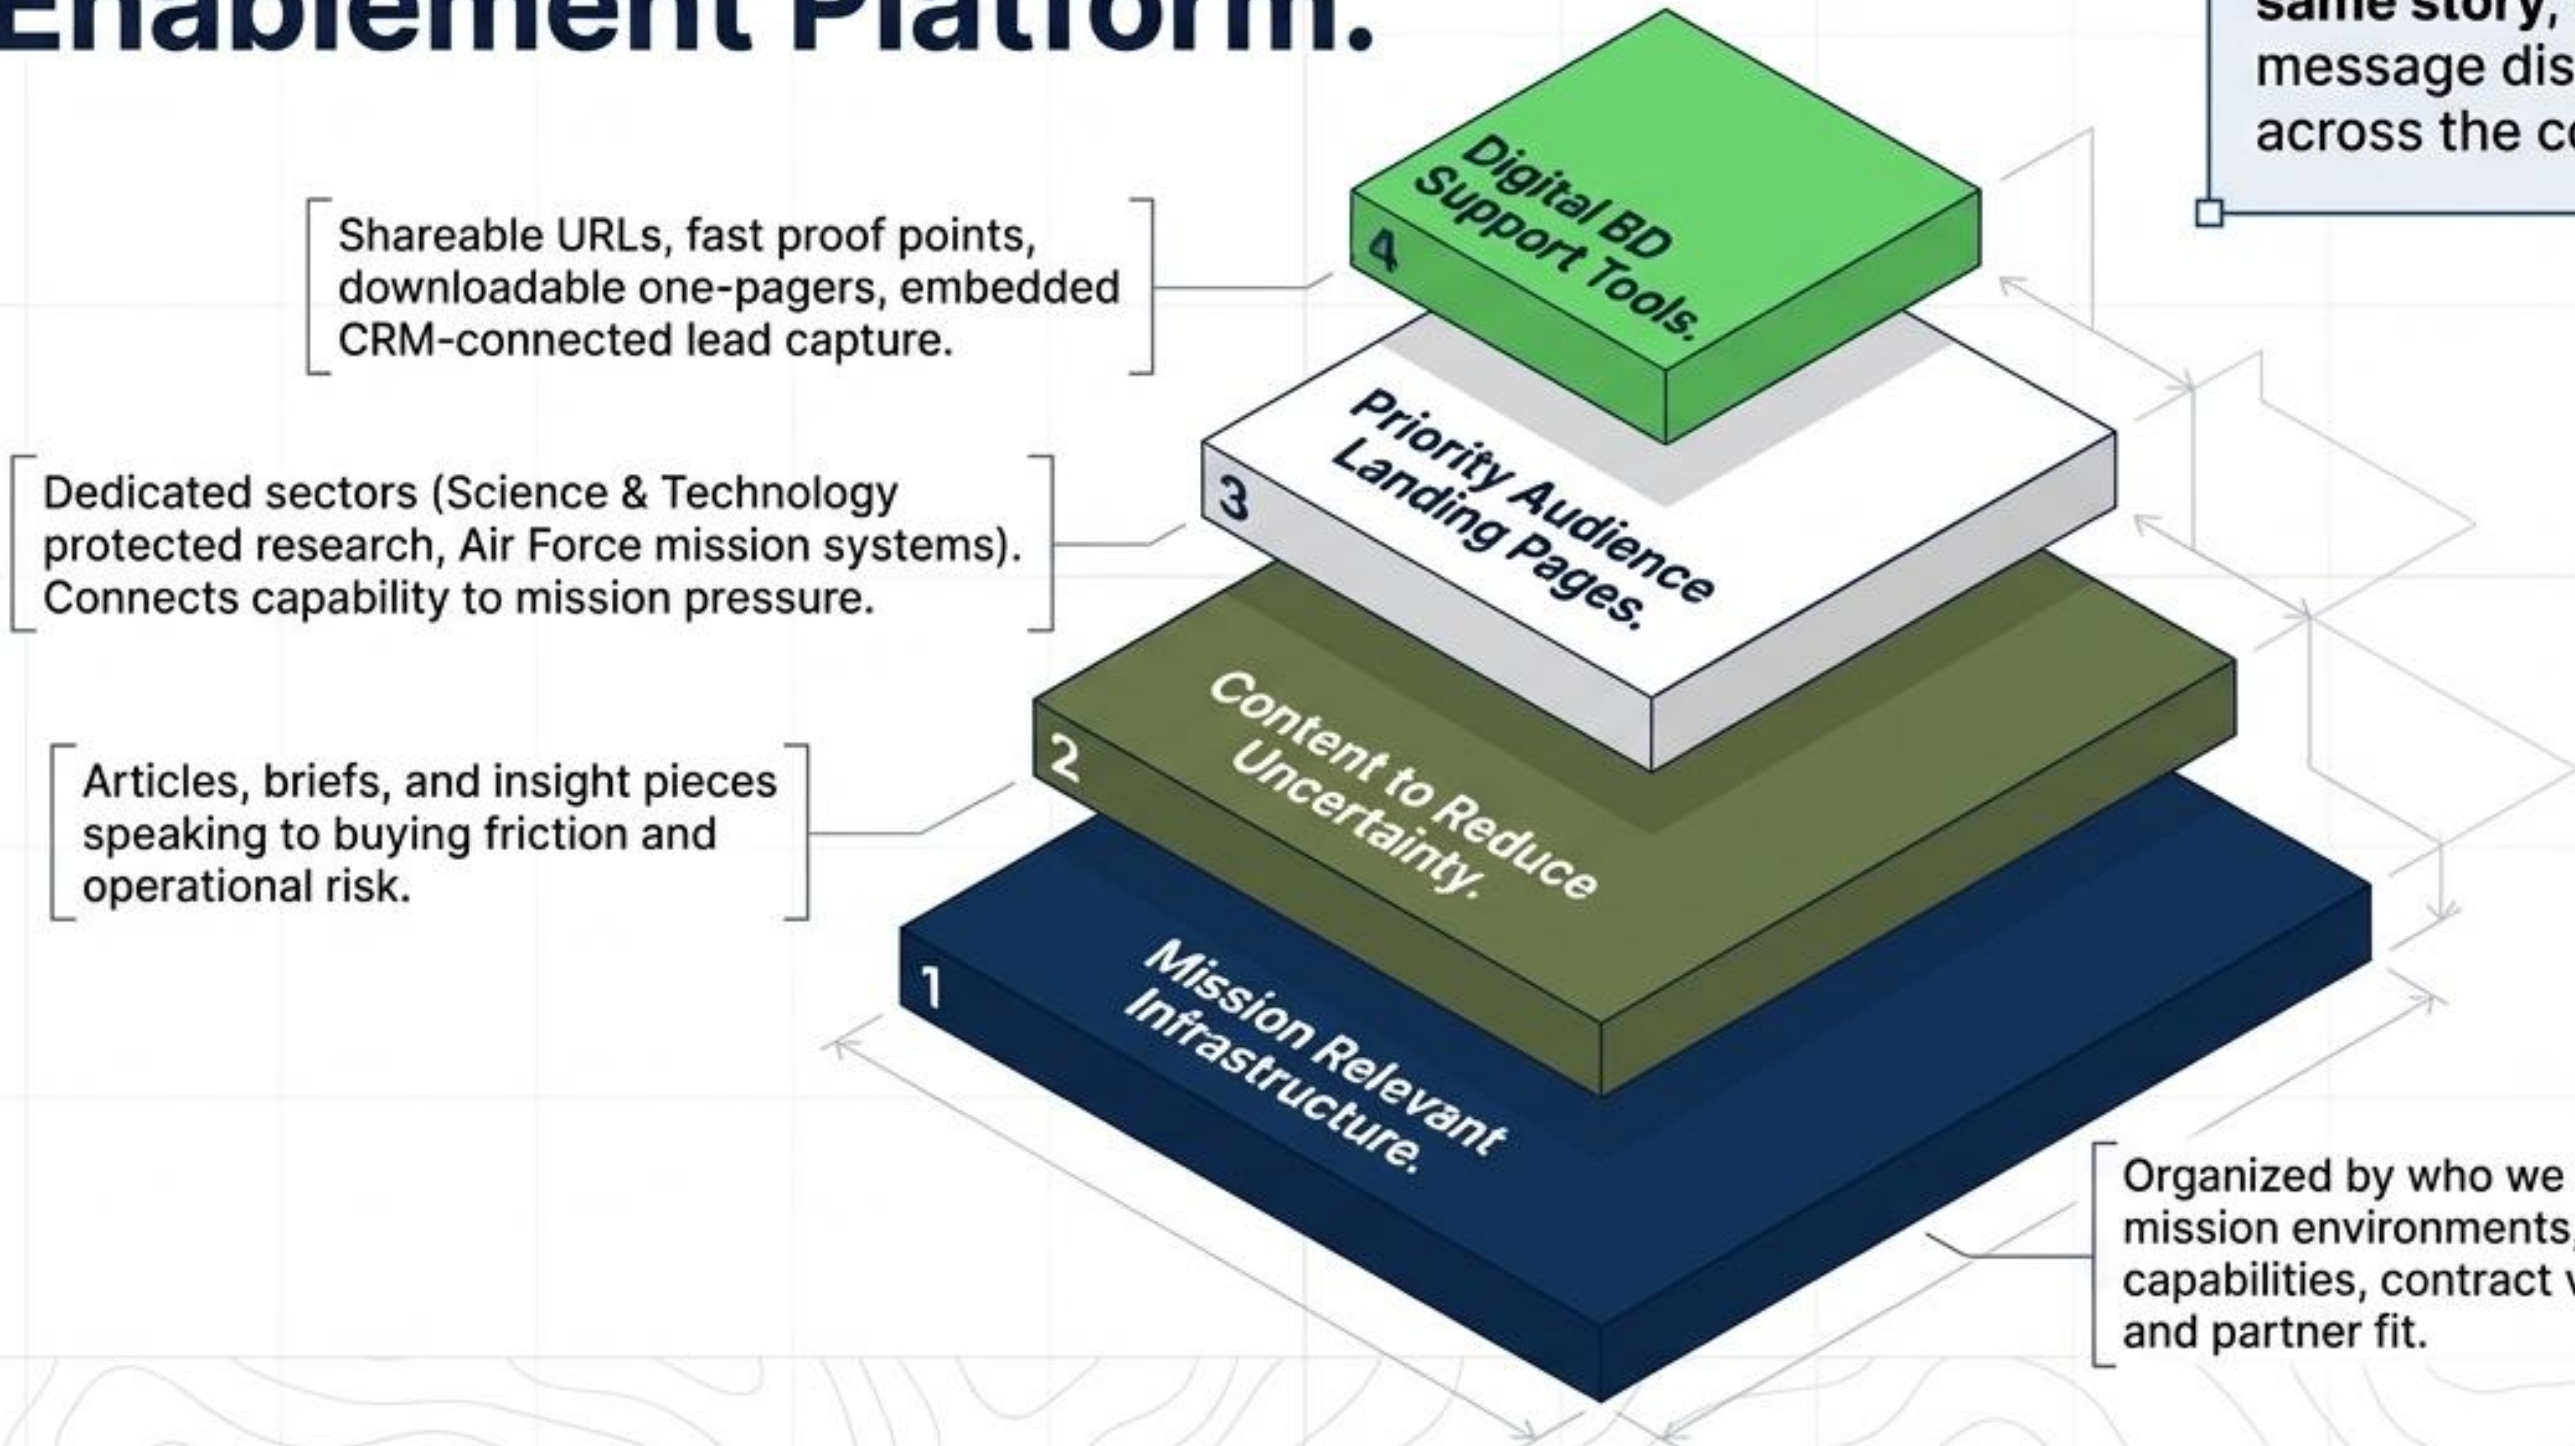 Enablement Platform.
same story,
message dis
across the co
Shareable URLs, fast proof points,
downloadable one-pagers, embedded
CRM-connected lead capture.
Digital BD
Support Tools.
4
Dedicated sectors (Science & Technology
protected research, Air Force mission systems).
Connects capability to mission pressure.
Priority Audience
Landing Pages.
3
Articles, briefs, and insight pieces
speaking to buying friction and
operational risk.
Content to Reduce
Uncertainty.
2
Mission Relevant
Infrastructure.
1
Organized by who we
mission environments,
capabilities, contract v
and partner fit.